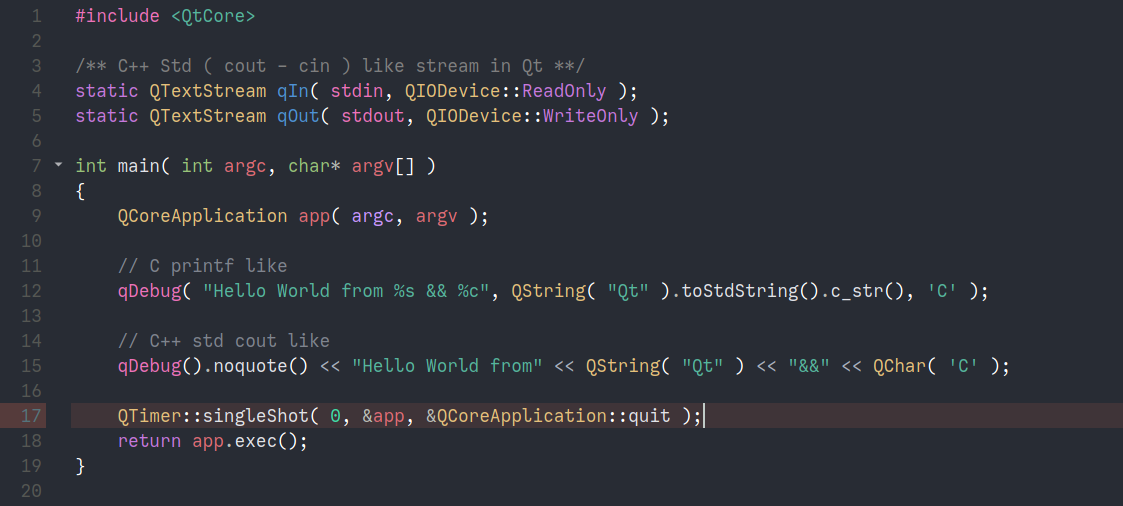 1 #include <QtCore>
2
3 /** C++ Std ( cout - cin ) like stream in Qt **/
4 static QTextStream qIn( stdin, QIODevice::ReadOnly );
5 static QTextStream qOut( stdout, QIODevice::WriteOnly );
6
7 int main( int argc, char* argv[] )
8 {
9     QCoreApplication app( argc, argv );
10
11     // C printf like
12     qDebug( "Hello World from %s && %c", QString( "Qt" ).toStdString().c_str(), 'C' );
13
14     // C++ std cout like
15     qDebug().noquote() << "Hello World from" << QString( "Qt" ) << "&&" << QChar( 'C' );
16
17     QTimer::singleShot( 0, &app, &QCoreApplication::quit );
18     return app.exec();
19 }
20